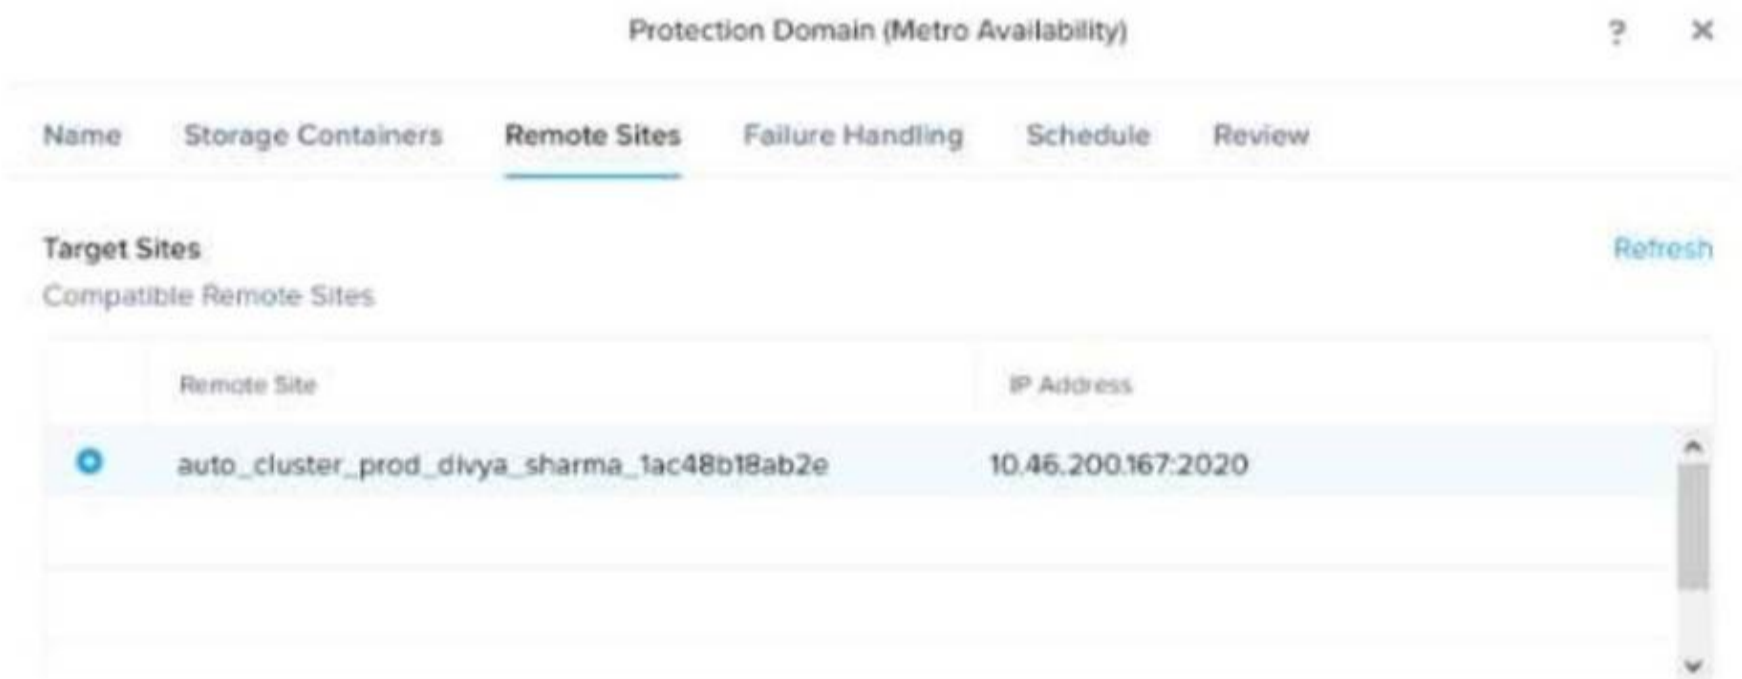 Protection Domain (Metro Availability) ? ×
Name Storage Containers Remote Sites Failure Handling Schedule Review
Target Sites Refresh
Compatible Remote Sites
Remote Site IP Address
auto_cluster_prod_divya_sharma_1ac48b18ab2e 10.46.200.167:2020